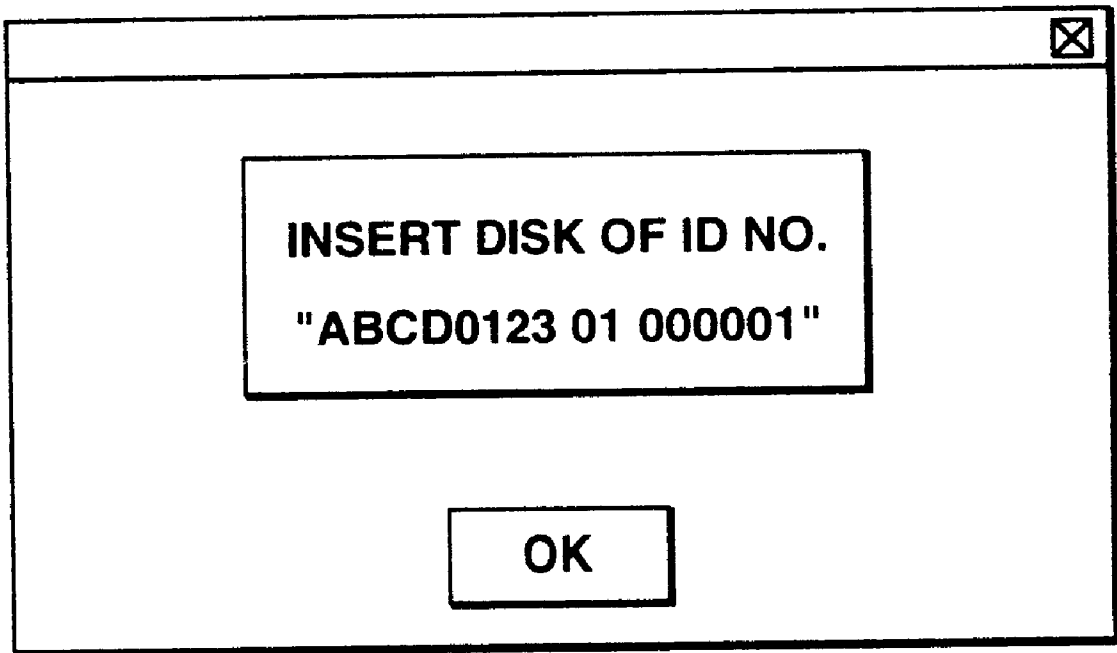 INSERT DISK OF ID NO.
"ABCD0123 01 000001"
OK